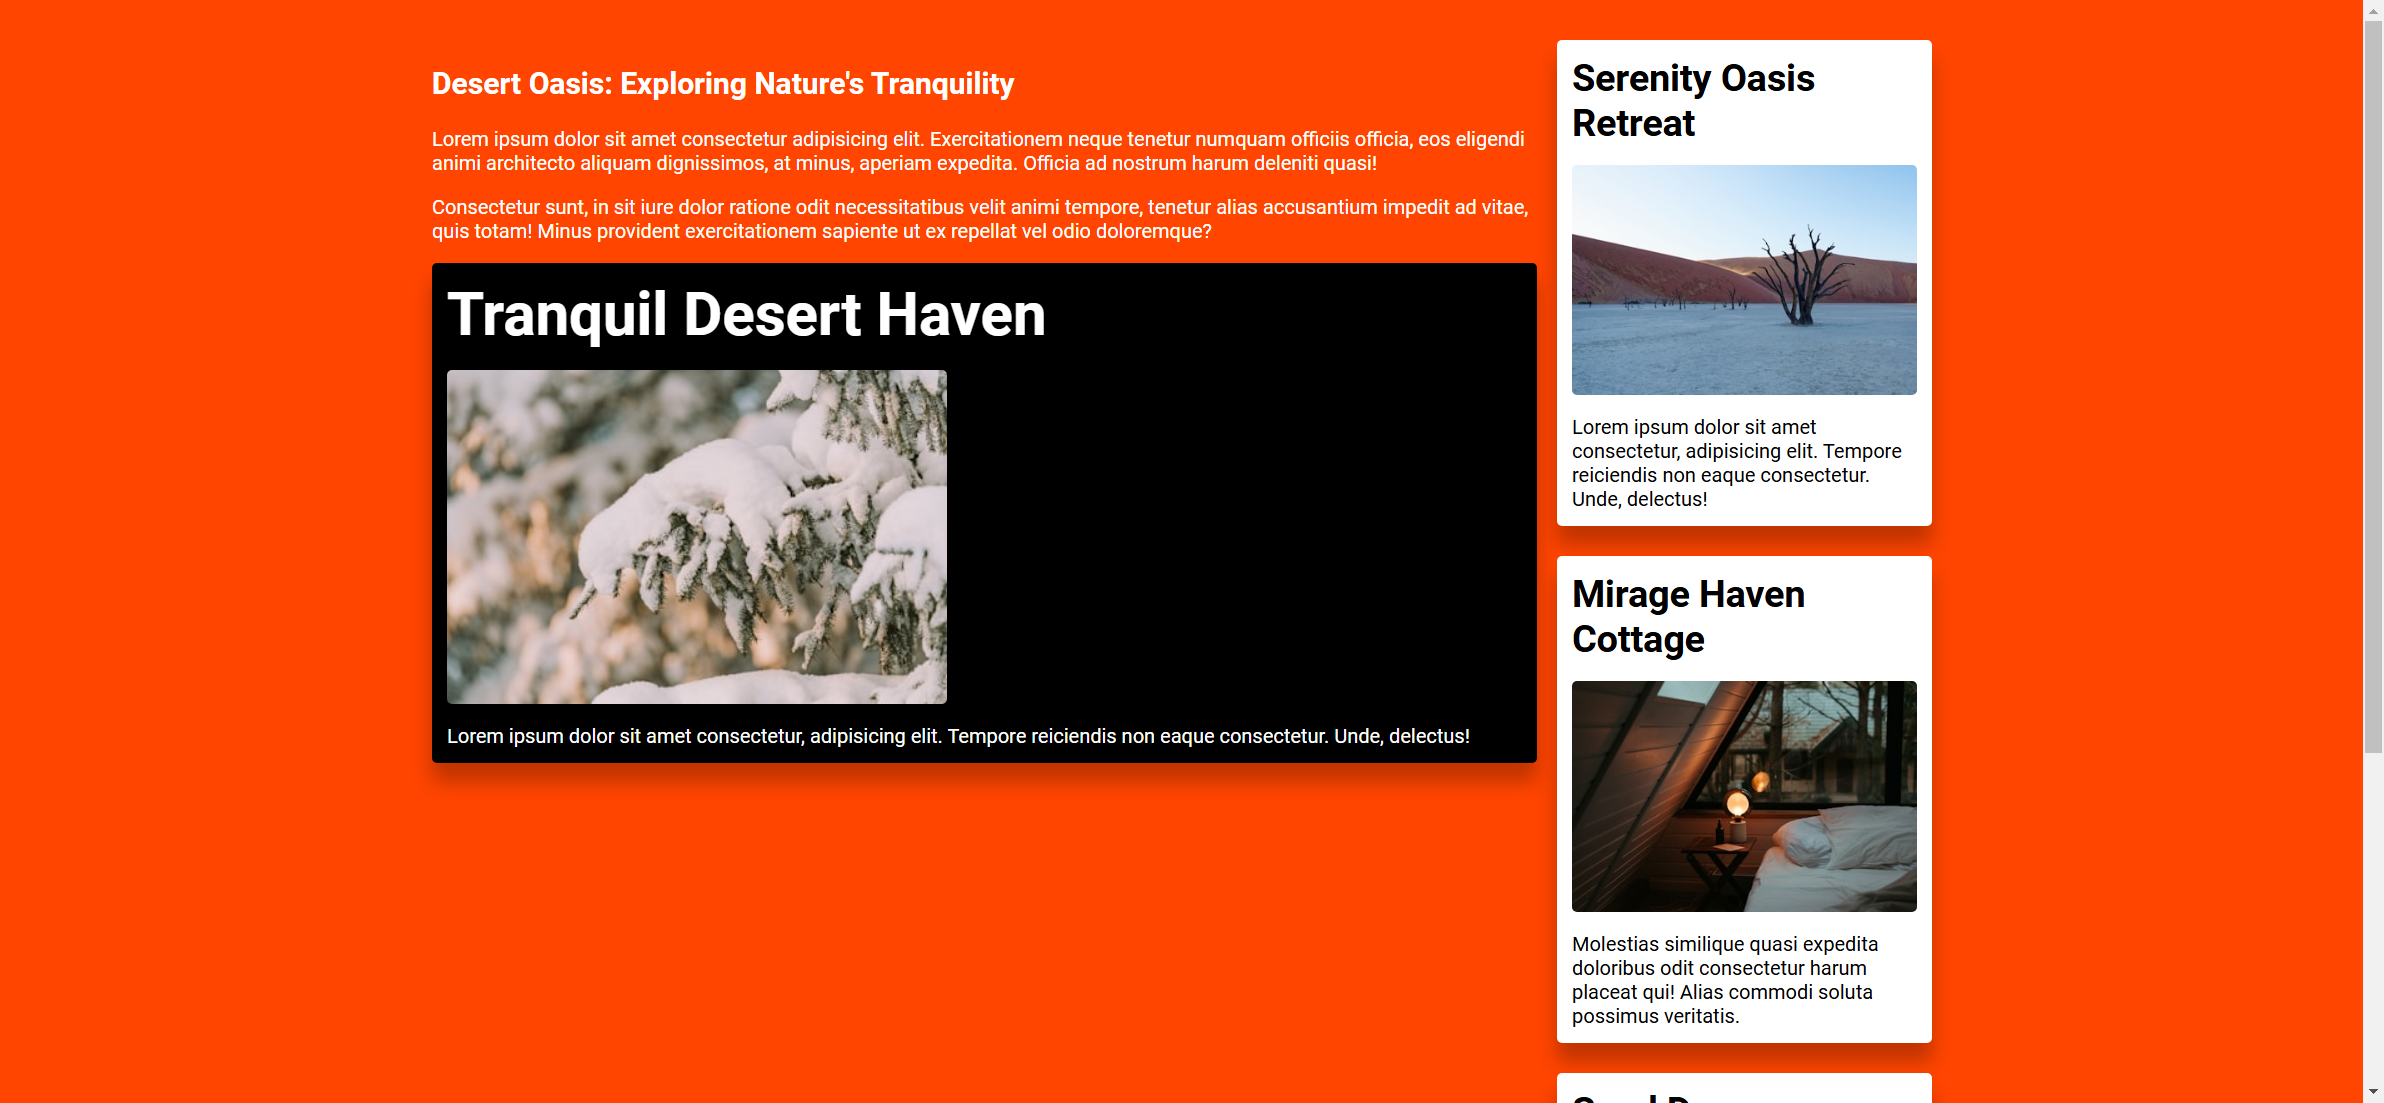 Desert Oasis: Exploring Nature's Tranquility
Lorem ipsum dolor sit amet consectetur adipisicing elit. Exercitationem neque tenetur numquam officiis officia, eos eligendi
animi architecto aliquam dignissimos, at minus, aperiam expedita. Officia ad nostrum harum deleniti quasi!
Consectetur sunt, in sit iure dolor ratione odit necessitatibus velit animi tempore, tenetur alias accusantium impedit ad vitae,
quis totam! Minus provident exercitationem sapiente ut ex repellat vel odio doloremque?
Tranquil Desert Haven
Lorem ipsum dolor sit amet consectetur, adipisicing elit. Tempore reiciendis non eaque consectetur. Unde, delectus!
Serenity Oasis
Retreat
Lorem ipsum dolor sit amet
consectetur, adipisicing elit. Tempore
reiciendis non eaque consectetur.
Unde, delectus!
Mirage Haven
Cottage
Molestias similique quasi expedita
doloribus odit consectetur harum
placeat qui! Alias commodi soluta
possimus veritatis.